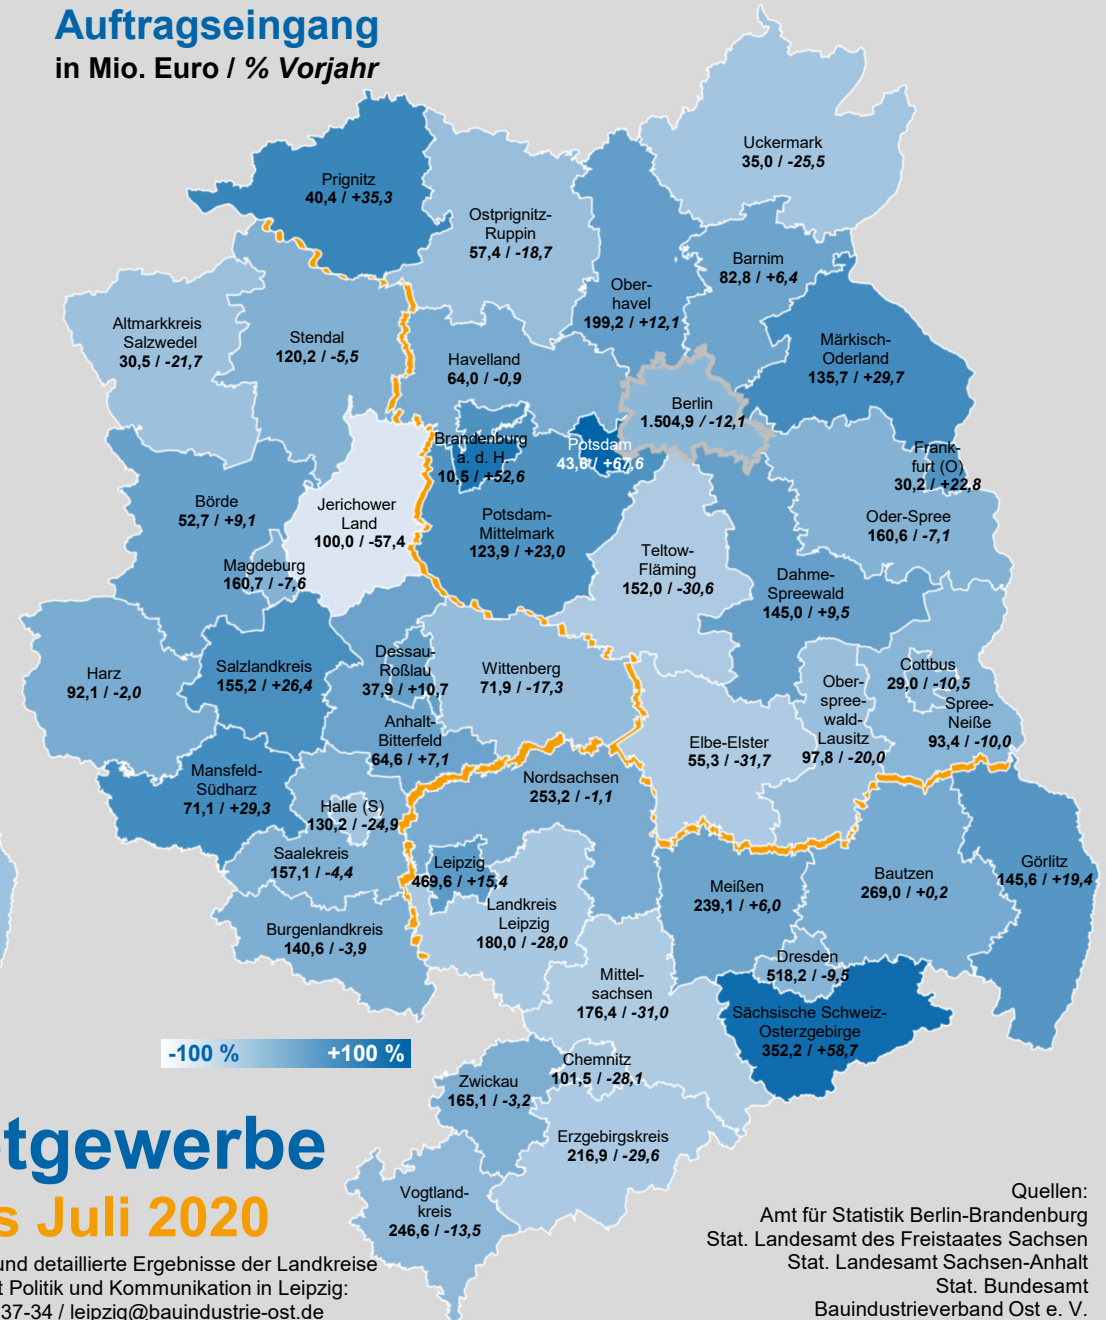 Auftragseingang
in Mio. Euro / % Vorjahr
Uckermark
35,0 / -25,5
Prignitz
40,4 / +35,3
Ostprignitz-
Ruppin
57,4 / -18,7
Barnim
82,8 / +6,4
Ober-
havel
199,2 / +12,1
Altmarkkreis
Salzwedel
30,5 / -21,7
Stendal
120,2 / -5,5
Havelland
64,0 / -0,9
Märkisch-
Oderland
135,7 / +29,7
Berlin
1.504,9 / -12,1
Brandenburg
a. d. H.
10,5 / +52,6
Potsdam
43,6 / +67,6
Frank-
furt (O)
30,2 / +22,8
Börde
52,7 / +9,1
Jerichower
Land
100,0 / -57,4
Potsdam-
Mittelmark
123,9 / +23,0
Oder-Spree
160,6 / -7,1
Magdeburg
160,7 / -7,6
Teltow-
Fläming
152,0 / -30,6
Dahme-
Spreewald
145,0 / +9,5
Harz
92,1 / -2,0
Salzlandkreis
155,2 / +26,4
Dessau-
Roßlau
37,9 / +10,7
Wittenberg
71,9 / -17,3
Ober-
spree-
wald-
Lausitz
97,8 / -20,0
Cottbus
29,0 / -10,5
Spree-
Neiße
93,4 / -10,0
Anhalt-
Bitterfeld
64,6 / +7,1
Elbe-Elster
55,3 / -31,7
Mansfeld-
Südharz
71,1 / +29,3
Nordsachsen
253,2 / -1,1
Halle (S)
130,2 / -24,9
Saalekreis
157,1 / -4,4
Leipzig
469,6 / +15,4
Landkreis
Leipzig
180,0 / -28,0
Meißen
239,1 / +6,0
Bautzen
269,0 / +0,2
Görlitz
145,6 / +19,4
Burgenlandkreis
140,6 / -3,9
Dresden
518,2 / -9,5
Mittel-
sachsen
176,4 / -31,0
Sächsische Schweiz-
Osterzgebirge
352,2 / +58,7
-100 % +100 %
Chemnitz
101,5 / -28,1
Zwickau
165,1 / -3,2
Erzgebirgskreis
216,9 / -29,6
Vogtland-
kreis
246,6 / -13,5
tgewerbe
s Juli 2020
und detaillierte Ergebnisse der Landkreise
t Politik und Kommunikation in Leipzig:
37-34 / leipzig@bauindustrie-ost.de
Quellen:
Amt für Statistik Berlin-Brandenburg
Stat. Landesamt des Freistaates Sachsen
Stat. Landesamt Sachsen-Anhalt
Stat. Bundesamt
Bauindustrieverband Ost e. V.